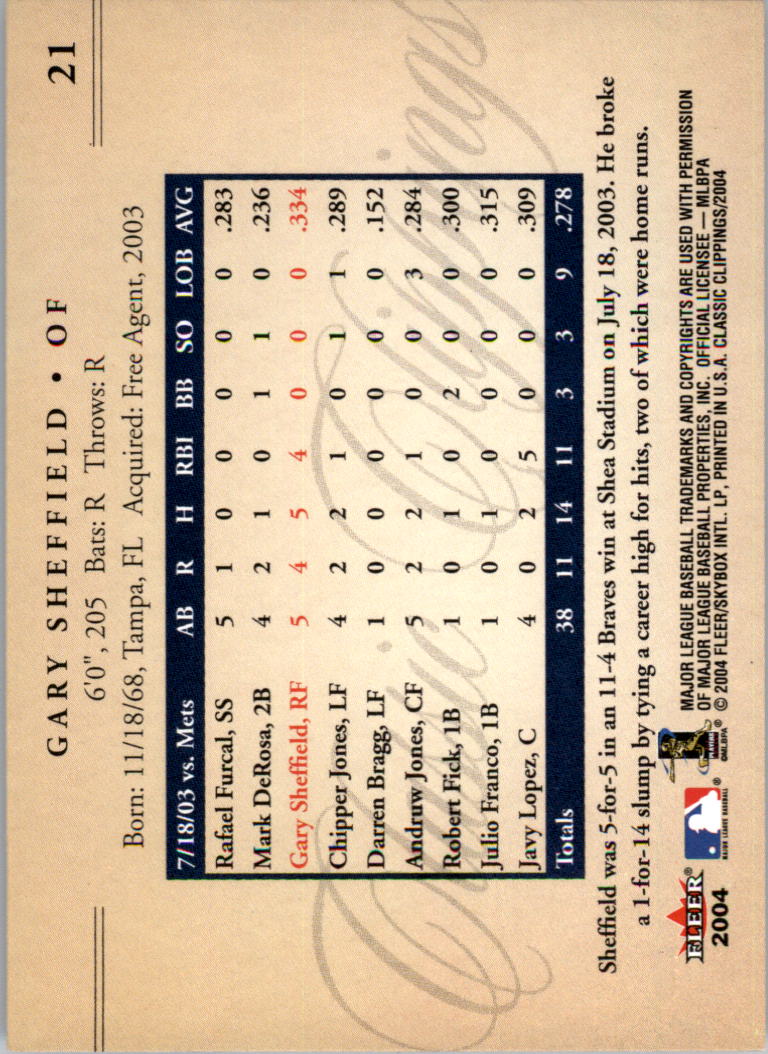 21
GARY SHEFFIELD • OF
6'0", 205 Bats: R Throws: R
Born: 11/18/68, Tampa, FL Acquired: Free Agent, 2003
7/18/03 vs. Mets AB R H RBI BB SO LOB AVG
Rafael Furcal, SS 5 1 0 0 0 0 0 .283
Mark DeRosa, 2B 4 2 1 0 1 1 0 .236
Gary Sheffield, RF 5 4 5 4 0 0 0 .334
Chipper Jones, LF 4 2 2 1 0 1 1 .289
Darren Bragg, LF 1 0 0 0 0 0 0 .152
Andruw Jones, CF 5 2 2 1 0 0 3 .284
Robert Fick, 1B 1 0 1 0 2 0 0 .300
Julio Franco, 1B 1 0 1 0 0 0 0 .315
Javy Lopez, C 4 0 2 5 0 0 0 .309
Totals 38 11 14 11 3 3 9 .278
Classic Clippings
Sheffield was 5-for-5 in an 11-4 Braves win at Shea Stadium on July 18, 2003. He broke
a 1-for-14 slump by tying a career high for hits, two of which were home runs.
FLEER®
2004
®
MAJOR LEAGUE BASEBALL
PLAYERS
®
©MLBPA
MAJOR LEAGUE BASEBALL TRADEMARKS AND COPYRIGHTS ARE USED WITH PERMISSION
OF MAJOR LEAGUE BASEBALL PROPERTIES, INC. OFFICIAL LICENSEE — MLBPA
© 2004 FLEER/SKYBOX INTL. LP, PRINTED IN U.S.A. CLASSIC CLIPPINGS/2004